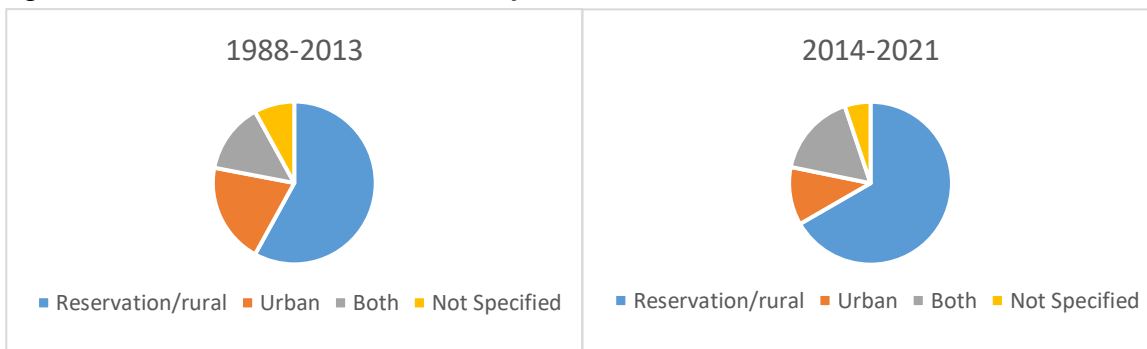 1988-2013
Reservation/rural Urban Both Not Specified
2014-2021
Reservation/rural Urban Both Not Specified